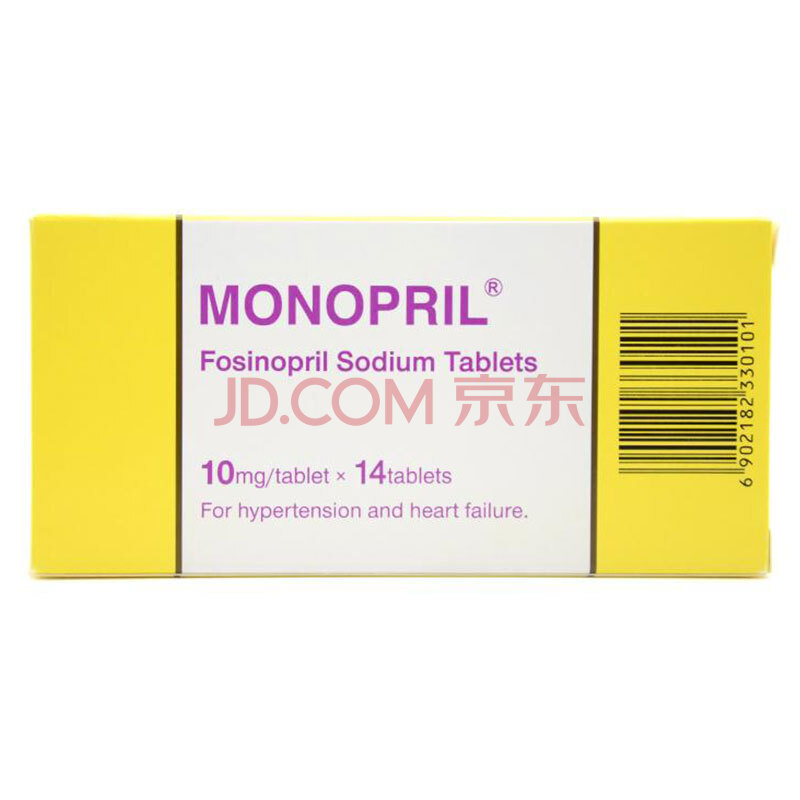 MONOPRIL®
Fosinopril Sodium Tablets
JD.COM 京东
10mg/tablet × 14tablets
For hypertension and heart failure.
6 902182 330101